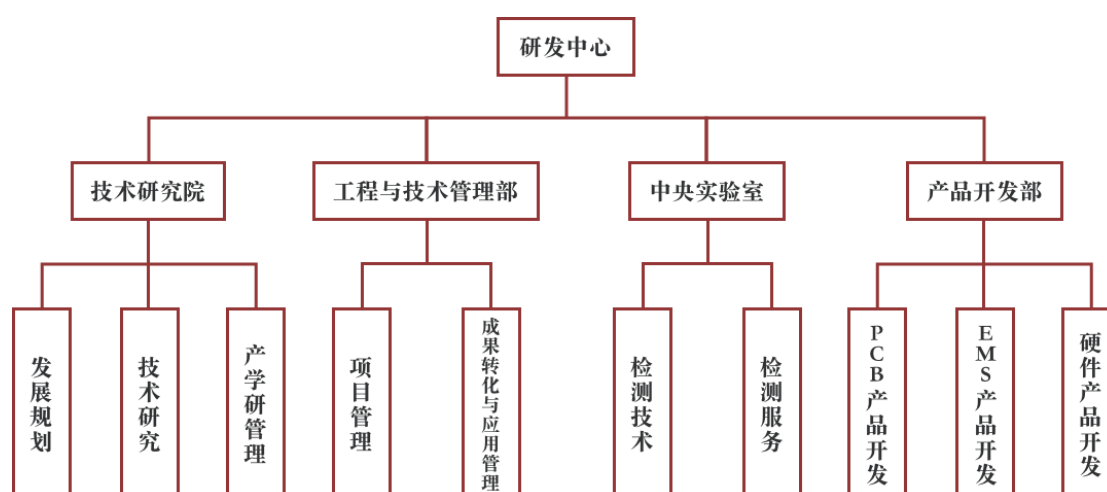 研发中心
技术研究院
工程与技术管理部
中央实验室
产品开发部
发展规划
技术研究
产学研管理
项目管理
成果转化与应用管理
检测技术
检测服务
PCB产品开发
EMS产品开发
硬件产品开发